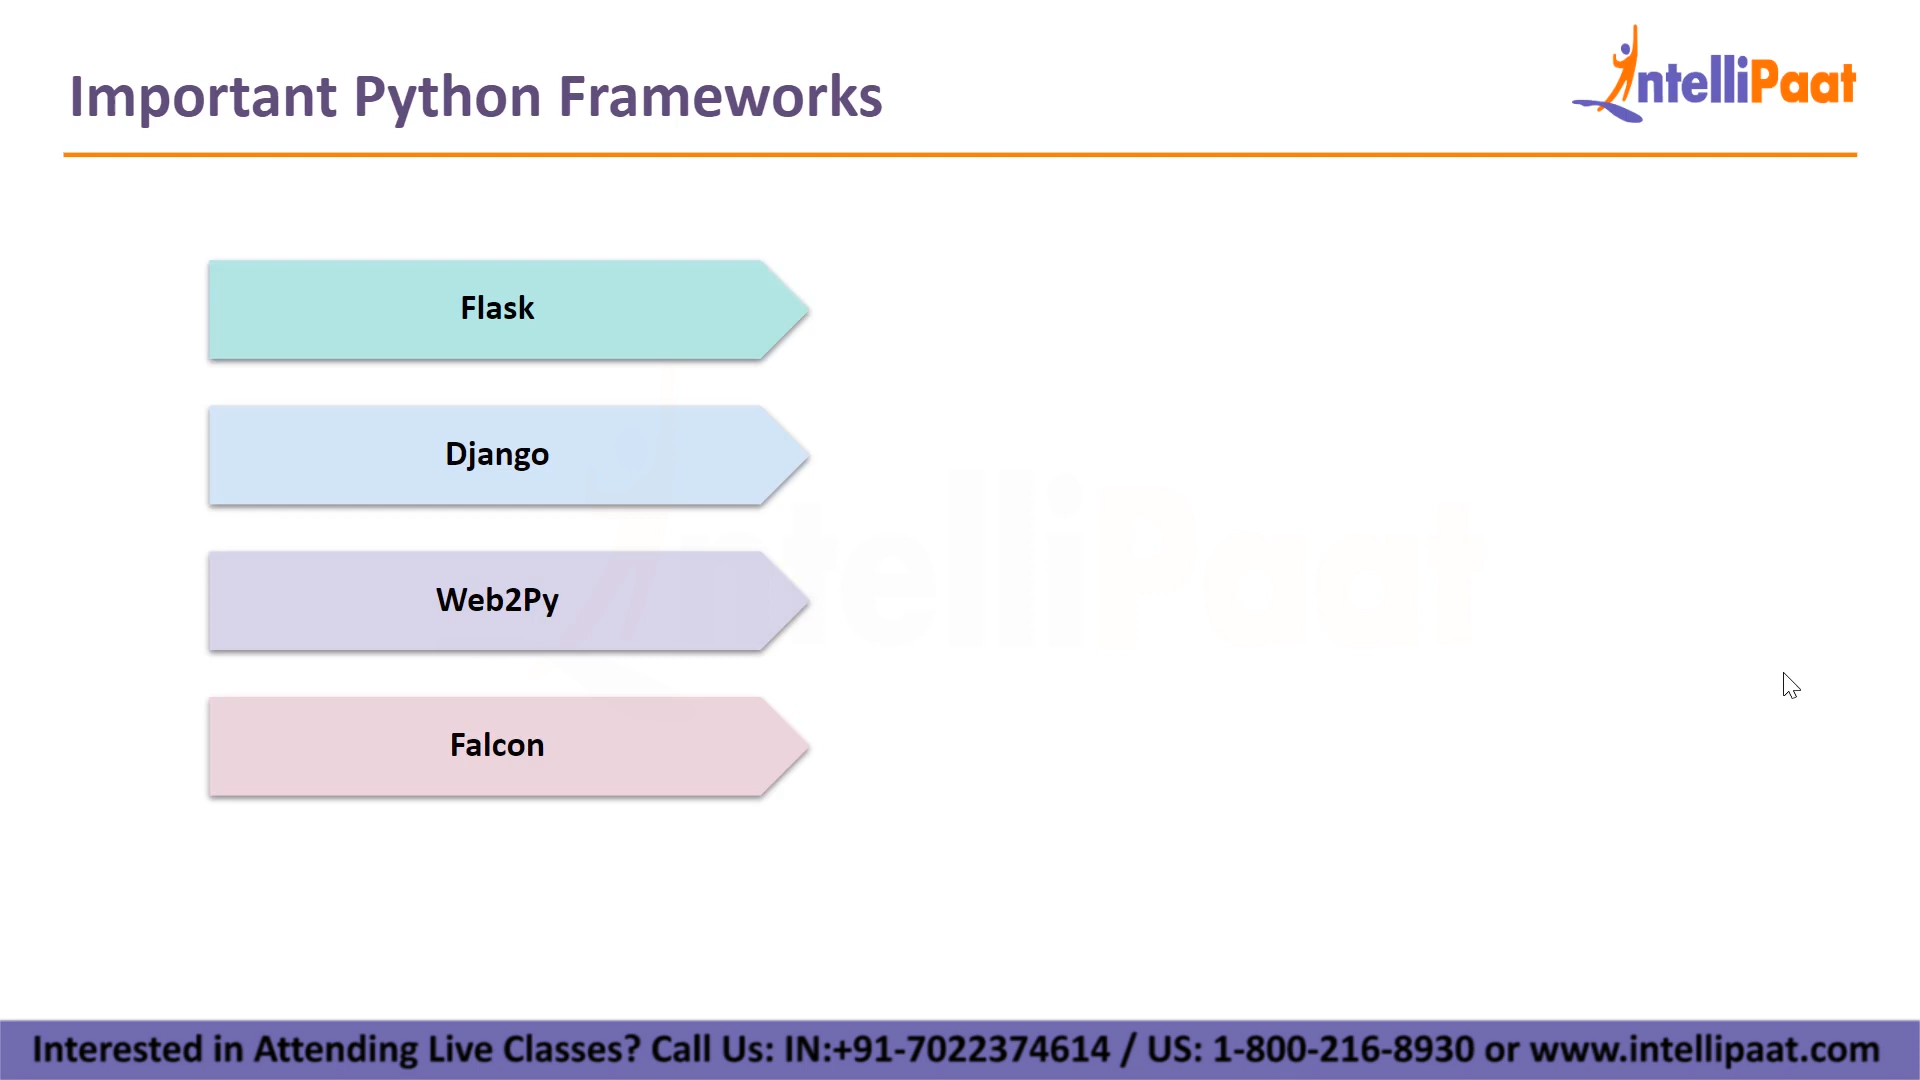 Important Python Frameworks
IntelliPaat
Flask
Django
Web2Py
Falcon
Interested in Attending Live Classes? Call Us: IN:+91-7022374614 / US: 1-800-216-8930 or www.intellipaat.com